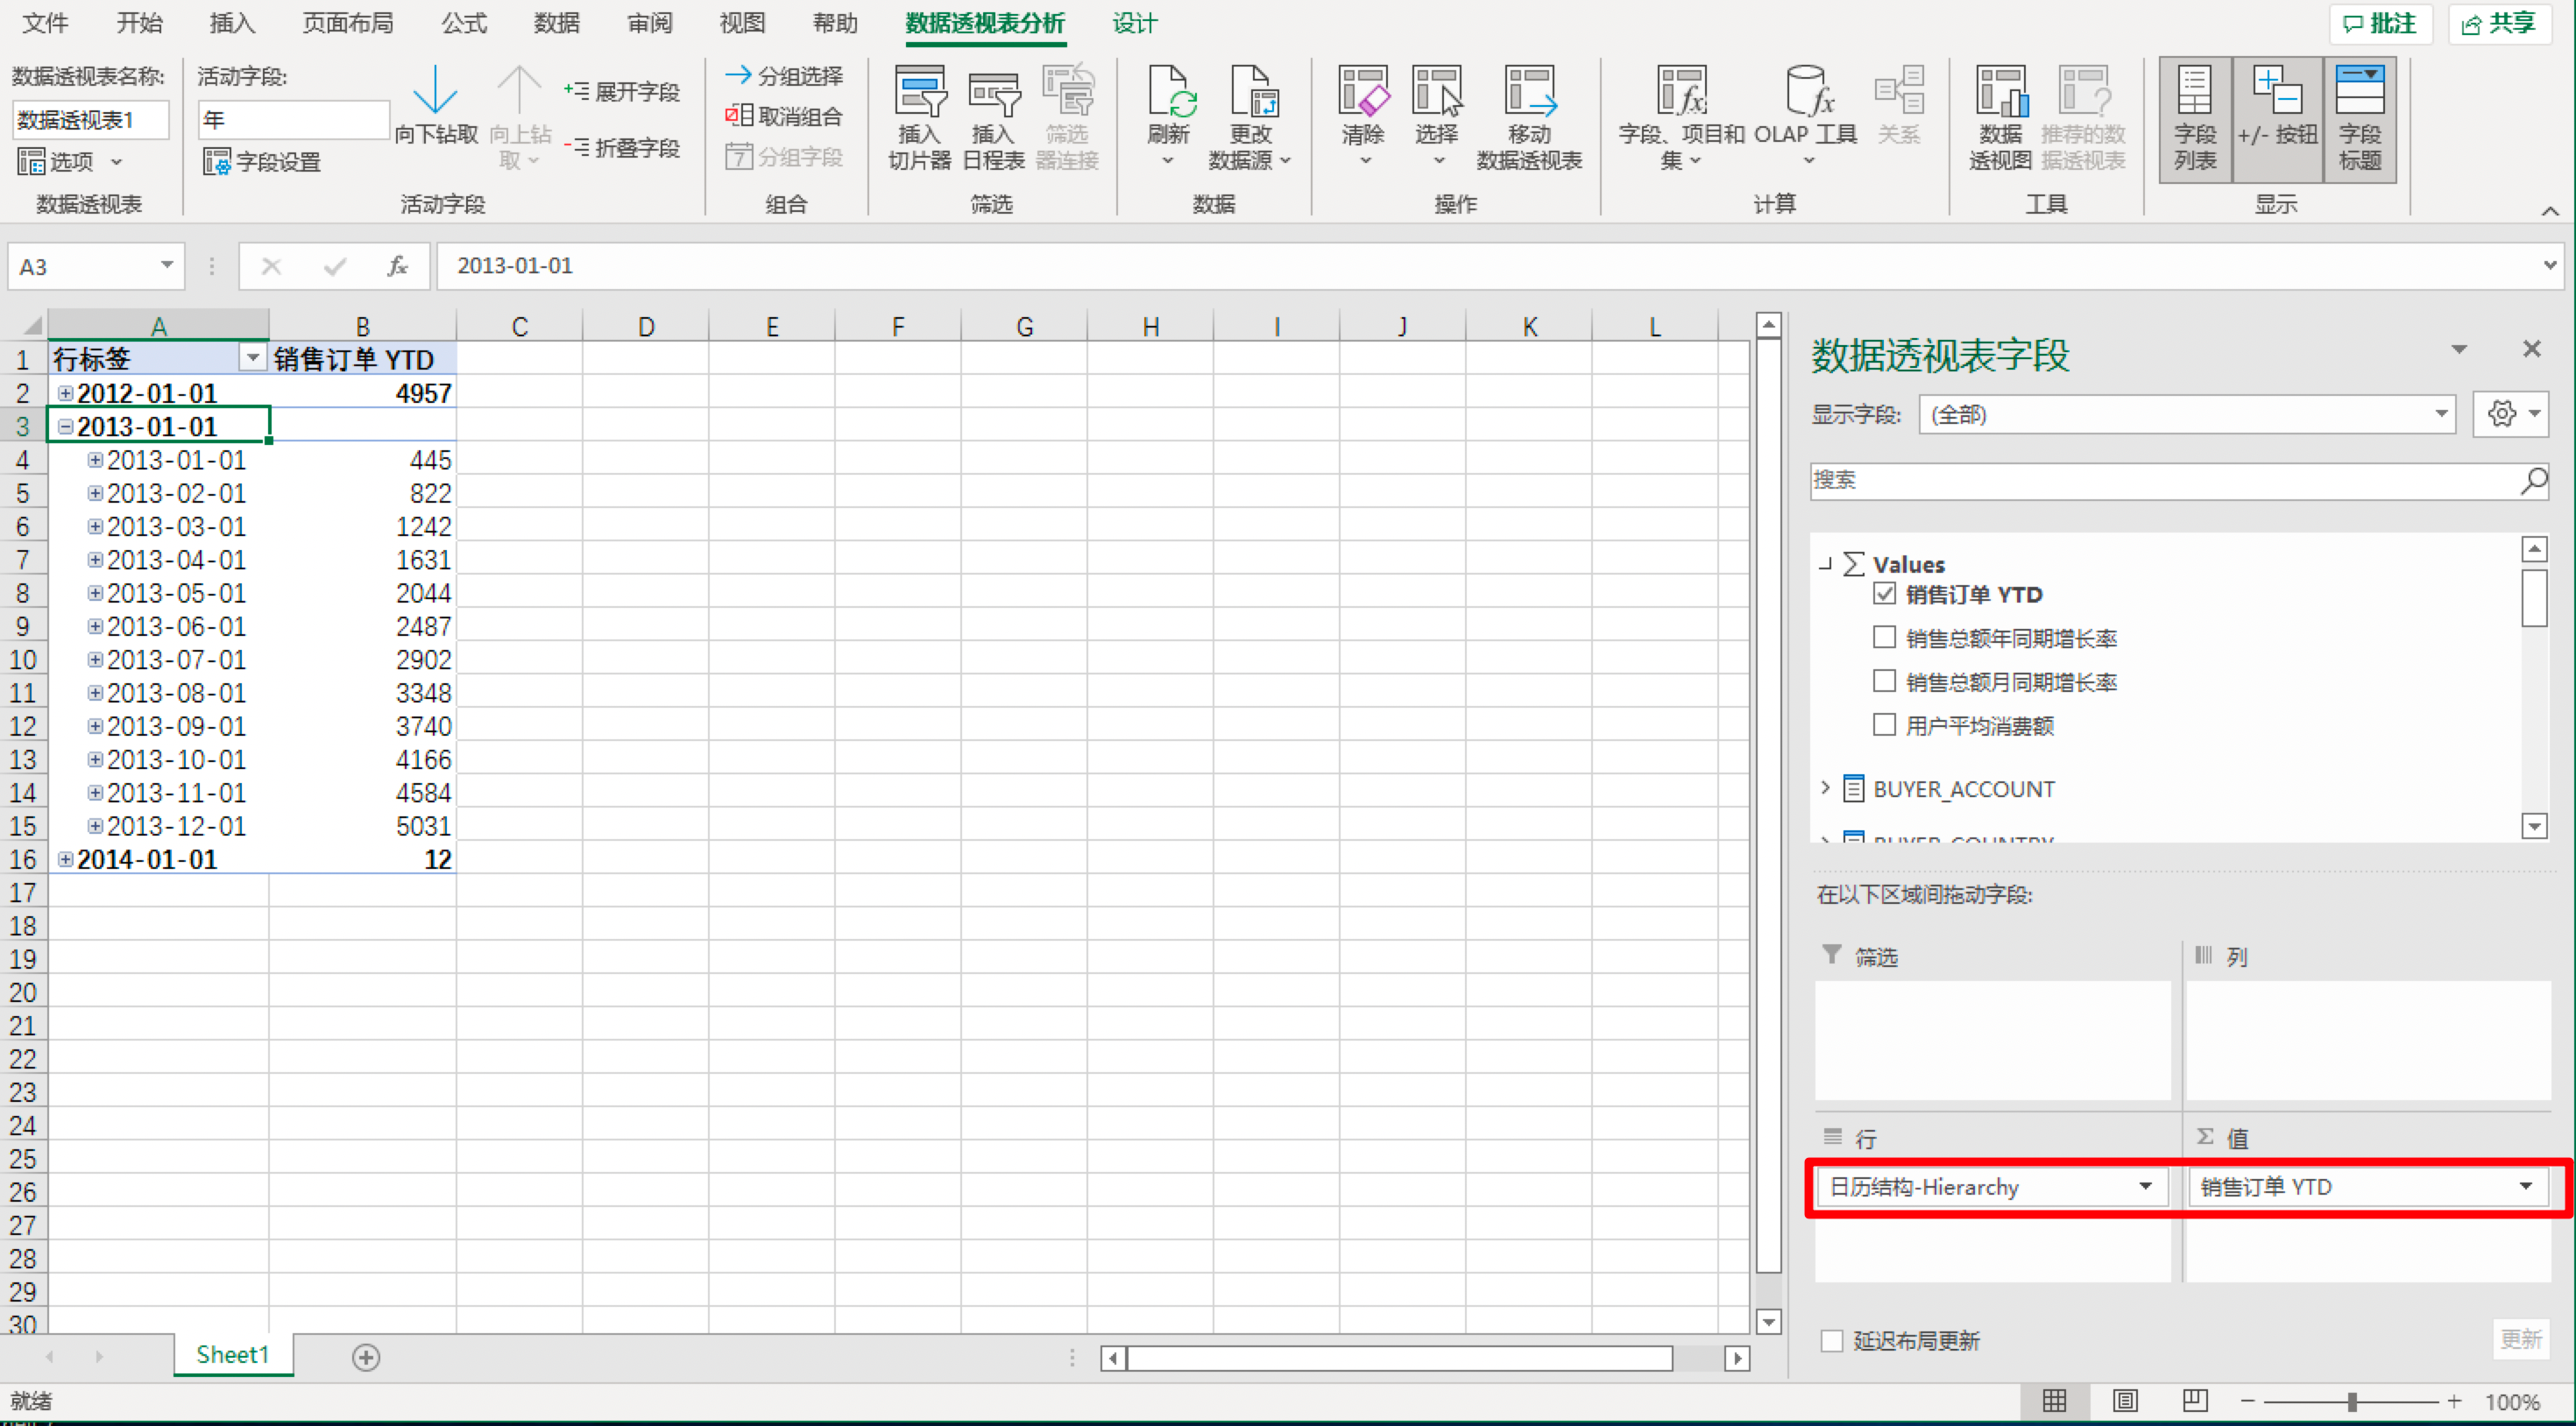 文件 开始 插入 页面布局 公式 数据 审阅 视图 帮助 数据透视表分析 设计 批注 共享
数据透视表名称:
数据透视表1
选项
数据透视表
活动字段:
年
字段设置
向下钻取
向上钻
取
+ 展开字段
- 折叠字段
活动字段
分组选择
取消组合
7 分组字段
组合
插入
切片器
插入
日程表
筛选
器连接
筛选
刷新
更改
数据源
数据
清除
选择
移动
数据透视表
操作
字段、项目和
集
OLAP 工具
关系
计算
数据
透视图
推荐的数
据透视表
工具
字段
列表
+/- 按钮
字段
标题
显示
A3 fx 2013-01-01
A B C D E F G H I J K L
1 行标签 销售订单 YTD
2 2012-01-01 4957
3 2013-01-01
4 2013-01-01 445
5 2013-02-01 822
6 2013-03-01 1242
7 2013-04-01 1631
8 2013-05-01 2044
9 2013-06-01 2487
10 2013-07-01 2902
11 2013-08-01 3348
12 2013-09-01 3740
13 2013-10-01 4166
14 2013-11-01 4584
15 2013-12-01 5031
16 2014-01-01 12
17
18
19
20
21
22
23
24
25
26
27
28
29
30
数据透视表字段
显示字段: (全部)
搜索
Σ Values
销售订单 YTD
销售总额年同期增长率
销售总额月同期增长率
用户平均消费额
BUYER_ACCOUNT
BUYER_COUNTRY
在以下区域间拖动字段:
筛选
列
行
Σ 值
日历结构-Hierarchy
销售订单 YTD
延迟布局更新 更新
Sheet1
就绪 100%